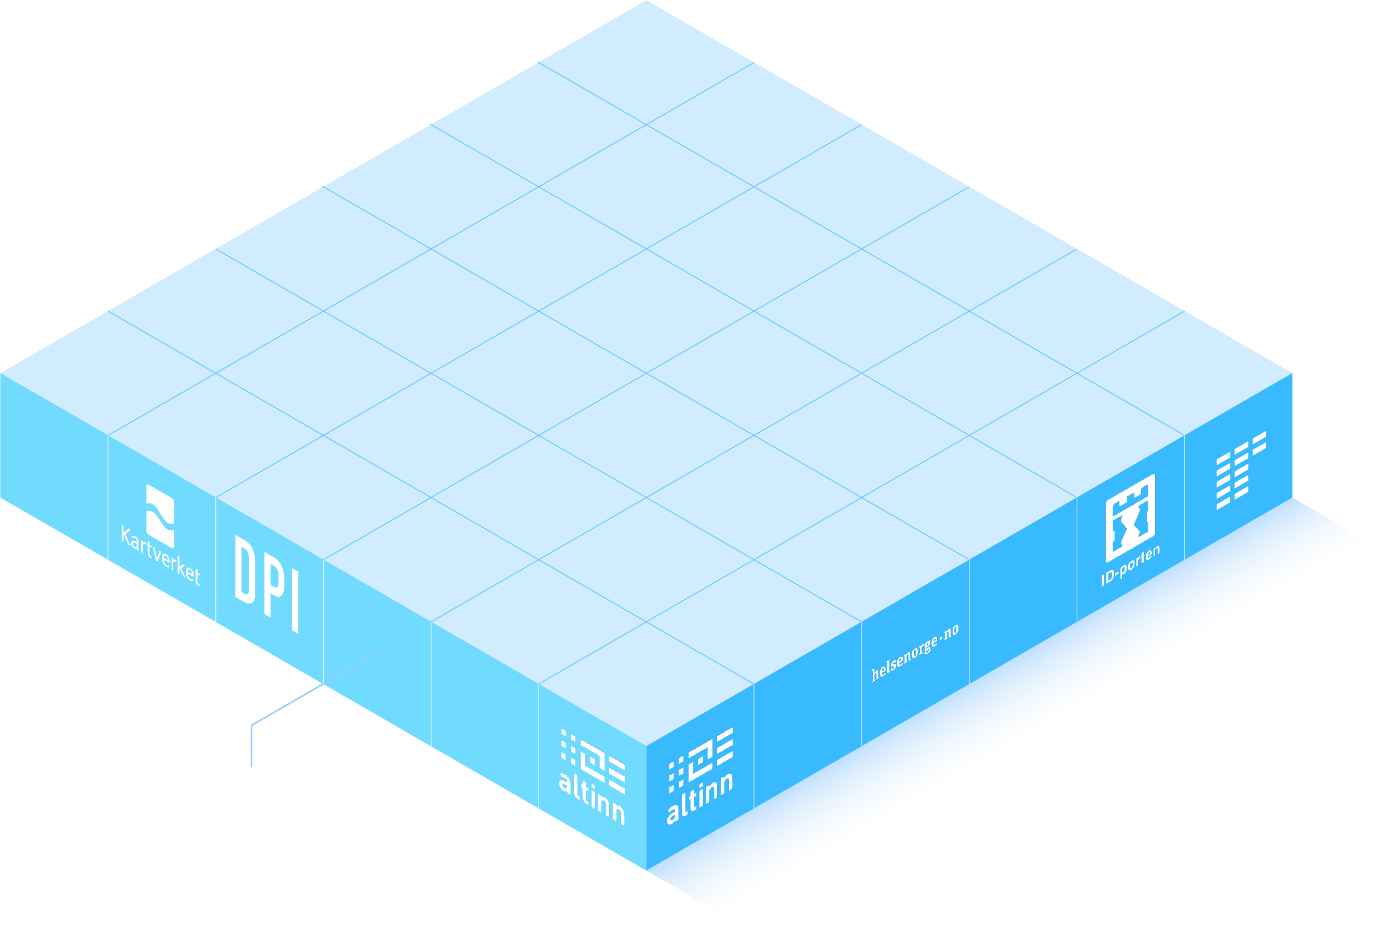 Kartverket
DPI
altinn
altinn
helsenorge.no
ID-porten